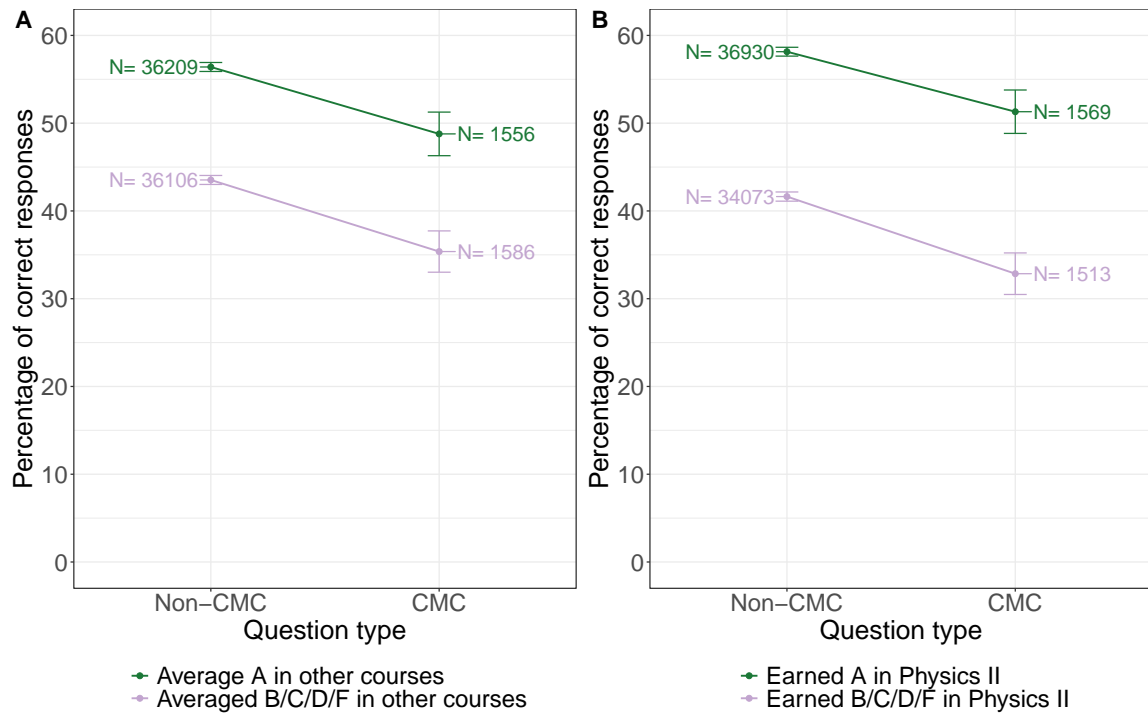 A
Percentage of correct responses
60
50
40
30
20
10
0
N= 36209
N= 1556
N= 36106
N= 1586
Non−CMC
CMC
Question type
Average A in other courses
Averaged B/C/D/F in other courses
B
Percentage of correct responses
60
50
40
30
20
10
0
N= 36930
N= 1569
N= 34073
N= 1513
Non−CMC
CMC
Question type
Earned A in Physics II
Earned B/C/D/F in Physics II